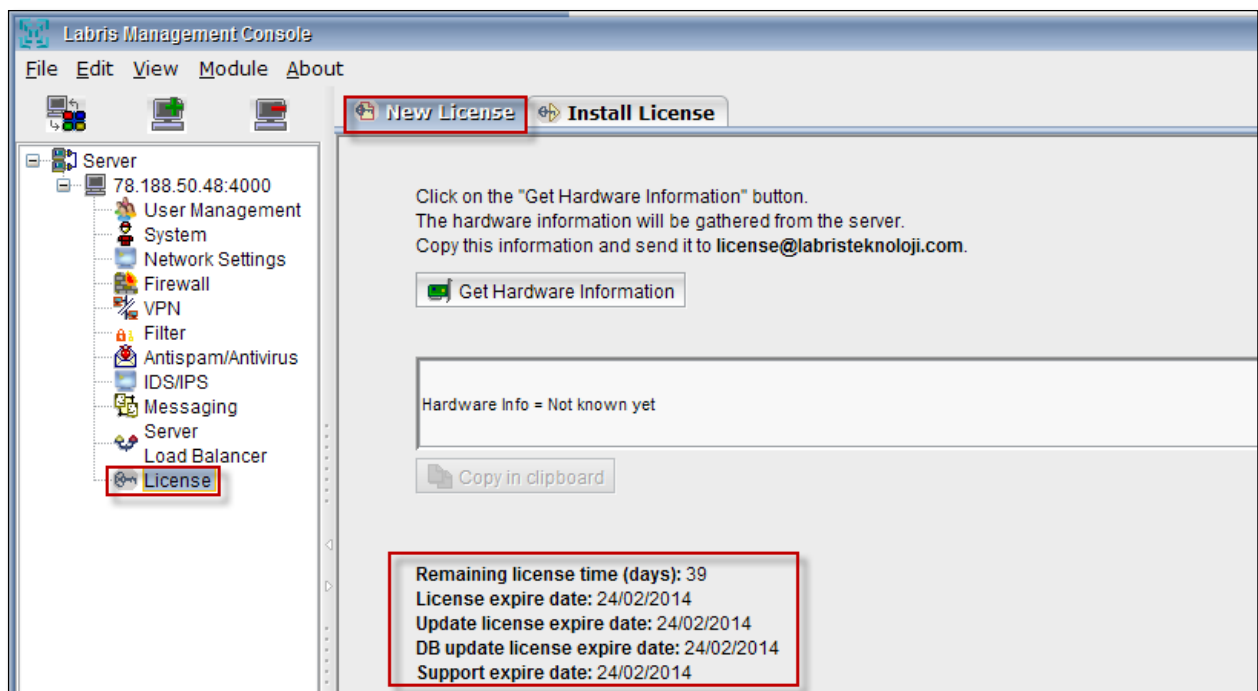 Labris Management Console
File Edit View Module About
New License
Install License
Server
78.188.50.48:4000
User Management
System
Network Settings
Firewall
VPN
Filter
Antispam/Antivirus
IDS/IPS
Messaging
Server
Load Balancer
License
Click on the "Get Hardware Information" button.
The hardware information will be gathered from the server.
Copy this information and send it to license@labristeknoloji.com.
Get Hardware Information
Hardware Info = Not known yet
Copy in clipboard
Remaining license time (days): 39
License expire date: 24/02/2014
Update license expire date: 24/02/2014
DB update license expire date: 24/02/2014
Support expire date: 24/02/2014